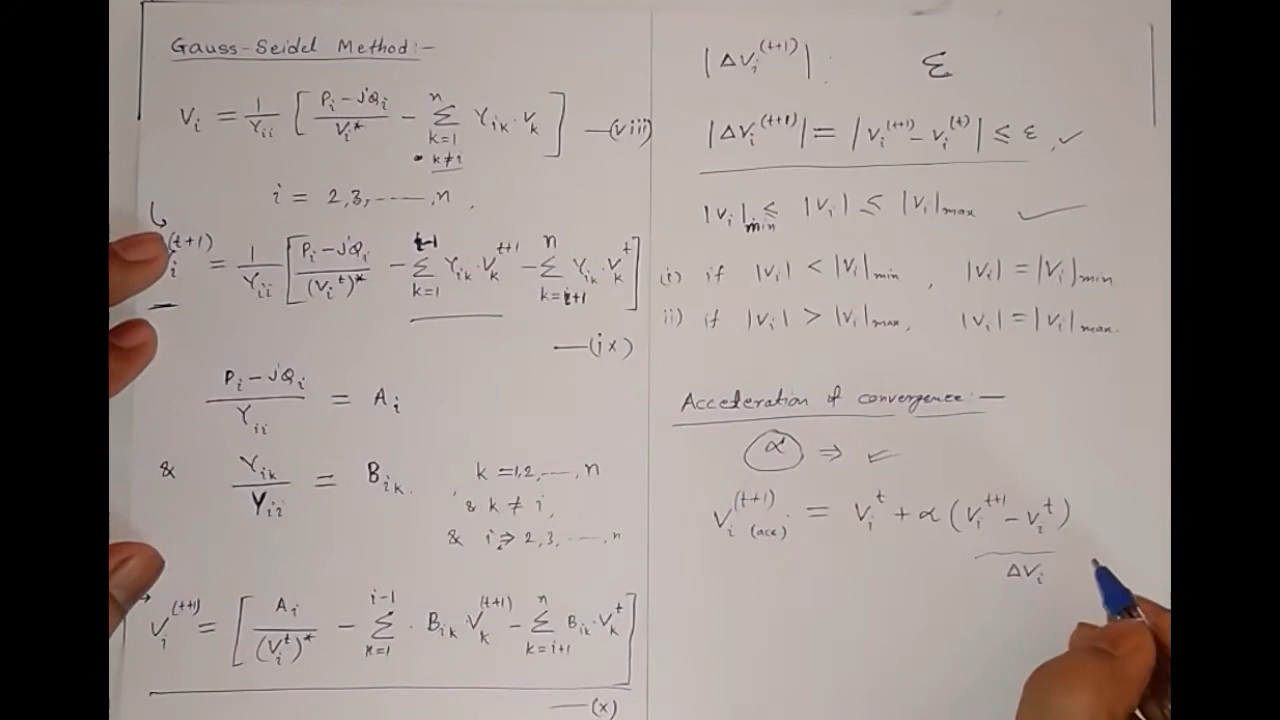 Gauss-Seidel Method:-
V_i = 1/Y_ii [ (P_i - jQ_i)/V_i* - Σ_{k=1, k≠i}^{n} Y_ik · V_k ] —(viii)
i = 2,3,-----,n,
_i^(t+1) = 1/Y_ii [ (P_i - jQ_i)/(V_i^t)* - Σ_{k=1}^{i-1} Y_ik · V_k^{t+1} - Σ_{k=i+1}^{n} Y_ik · V_k^t ]
—(ix)
(P_i - jQ_i)/Y_ii = A_i
& Y_ik/Y_ii = B_ik. , k = 1,2,----,n
& k ≠ i,
& i → 2,3,-----,n
→ V_i^(t+1) = [ A_i/(V_i^t)* - Σ_{k=1}^{i-1} · B_ik · V_k^(t+1) - Σ_{k=i+1}^{n} B_ik · V_k^t ]
—(x)
|ΔV_i^(t+1)| : ε
|ΔV_i^(t+1)| = |V_i^(t+1) - V_i^(t)| ≤ ε, ✓
|V_i|_min ≤ |V_i| ≤ |V_i|_max ✓
(i) if |V_i| < |V_i|_min , |V_i| = |V_i|_min
ii) if |V_i| > |V_i|_max, |V_i| = |V_i|_max.
Acceleration of convergence:—
α ⇒ ✓
V_i(acc)^(t+1) = V_i^t + α (V_i^{t+1} - V_i^t)
ΔV_i